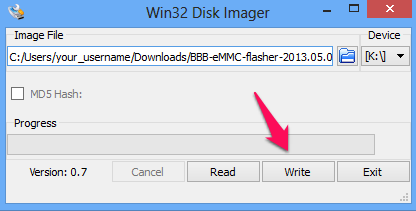 Win32 Disk Imager
Image File
Device
C:/Users/your_username/Downloads/BBB-eMMC-flasher-2013.05.0
[K:\]
MD5 Hash:
Progress
Version: 0.7
Cancel
Read
Write
Exit